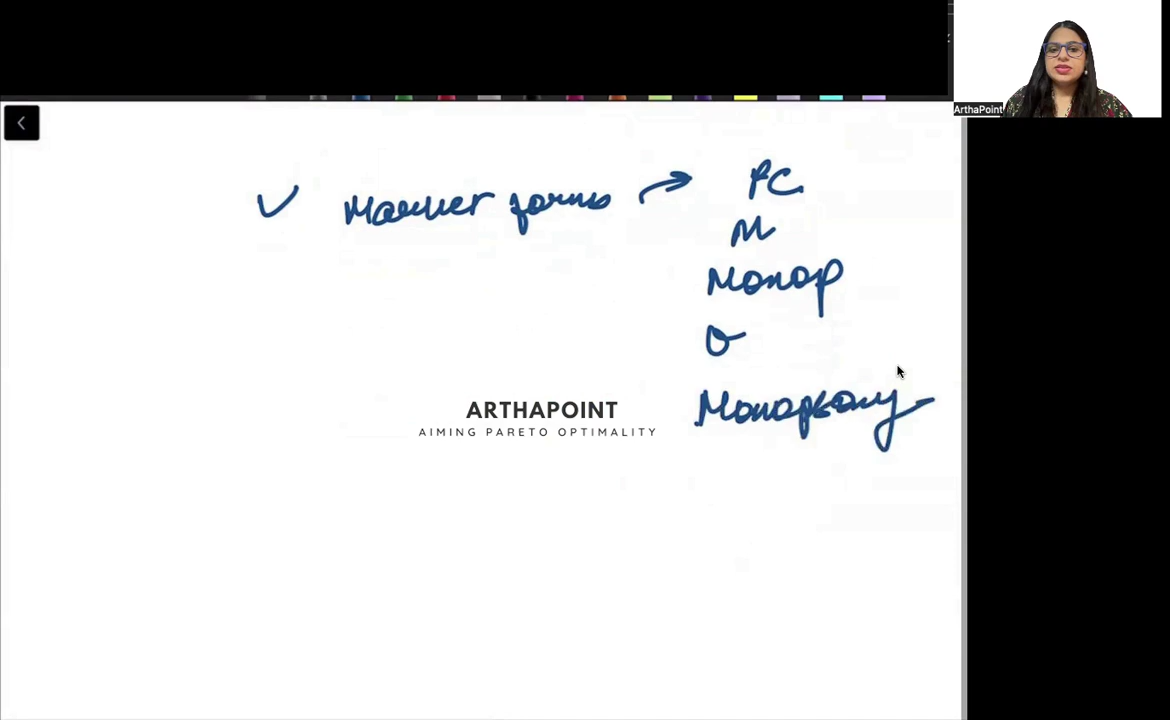 ArthaPoint
Market forms PC
M
Monop
O
Monopsony
ARTHAPOINT
AIMING PARETO OPTIMALITY